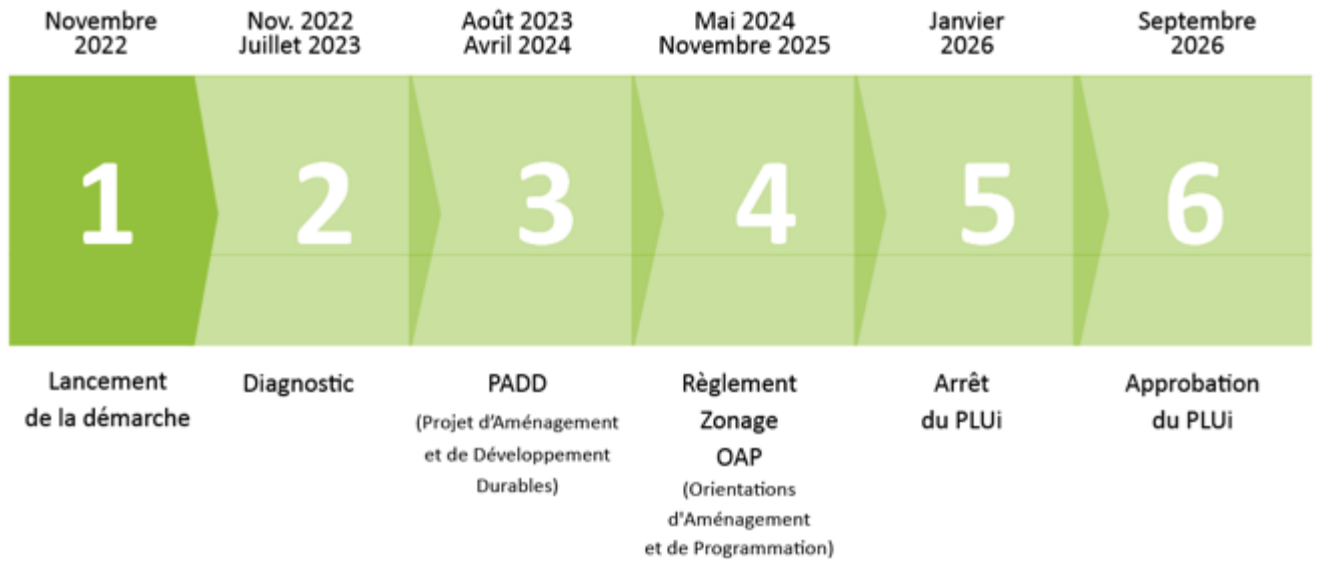 Novembre
2022
Nov. 2022
Juillet 2023
Août 2023
Avril 2024
Mai 2024
Novembre 2025
Janvier
2026
Septembre
2026
1
2
3
4
5
6
Lancement
de la démarche
Diagnostic
PADD
(Projet d'Aménagement
et de Développement
Durables)
Règlement
Zonage
OAP
(Orientations
d'Aménagement
et de Programmation)
Arrêt
du PLUi
Approbation
du PLUi